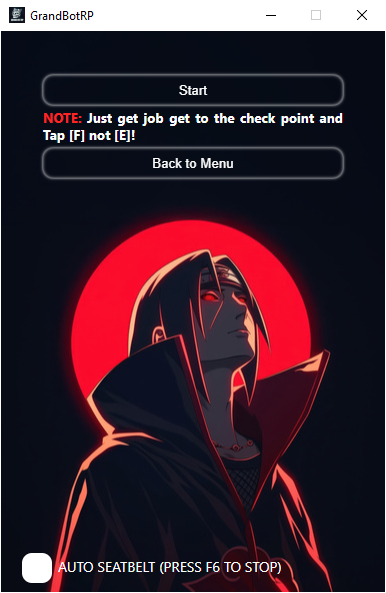 GrandBotRP
Start
NOTE: Just get job get to the check point and
Tap [F] not [E]!
Back to Menu
AUTO SEATBELT (PRESS F6 TO STOP)